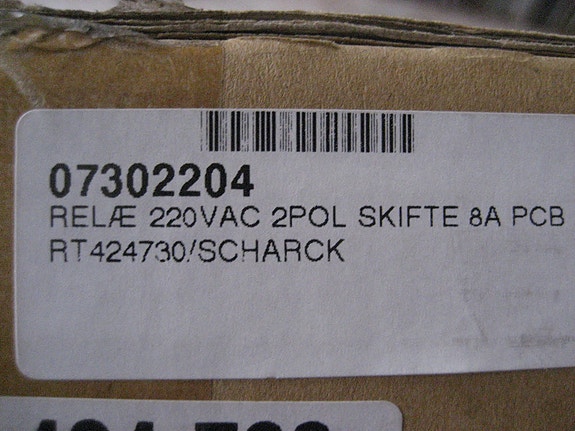 07302204
RELÆ 220VAC 2POL SKIFTE 8A PCB
RT424730/SCHARCK